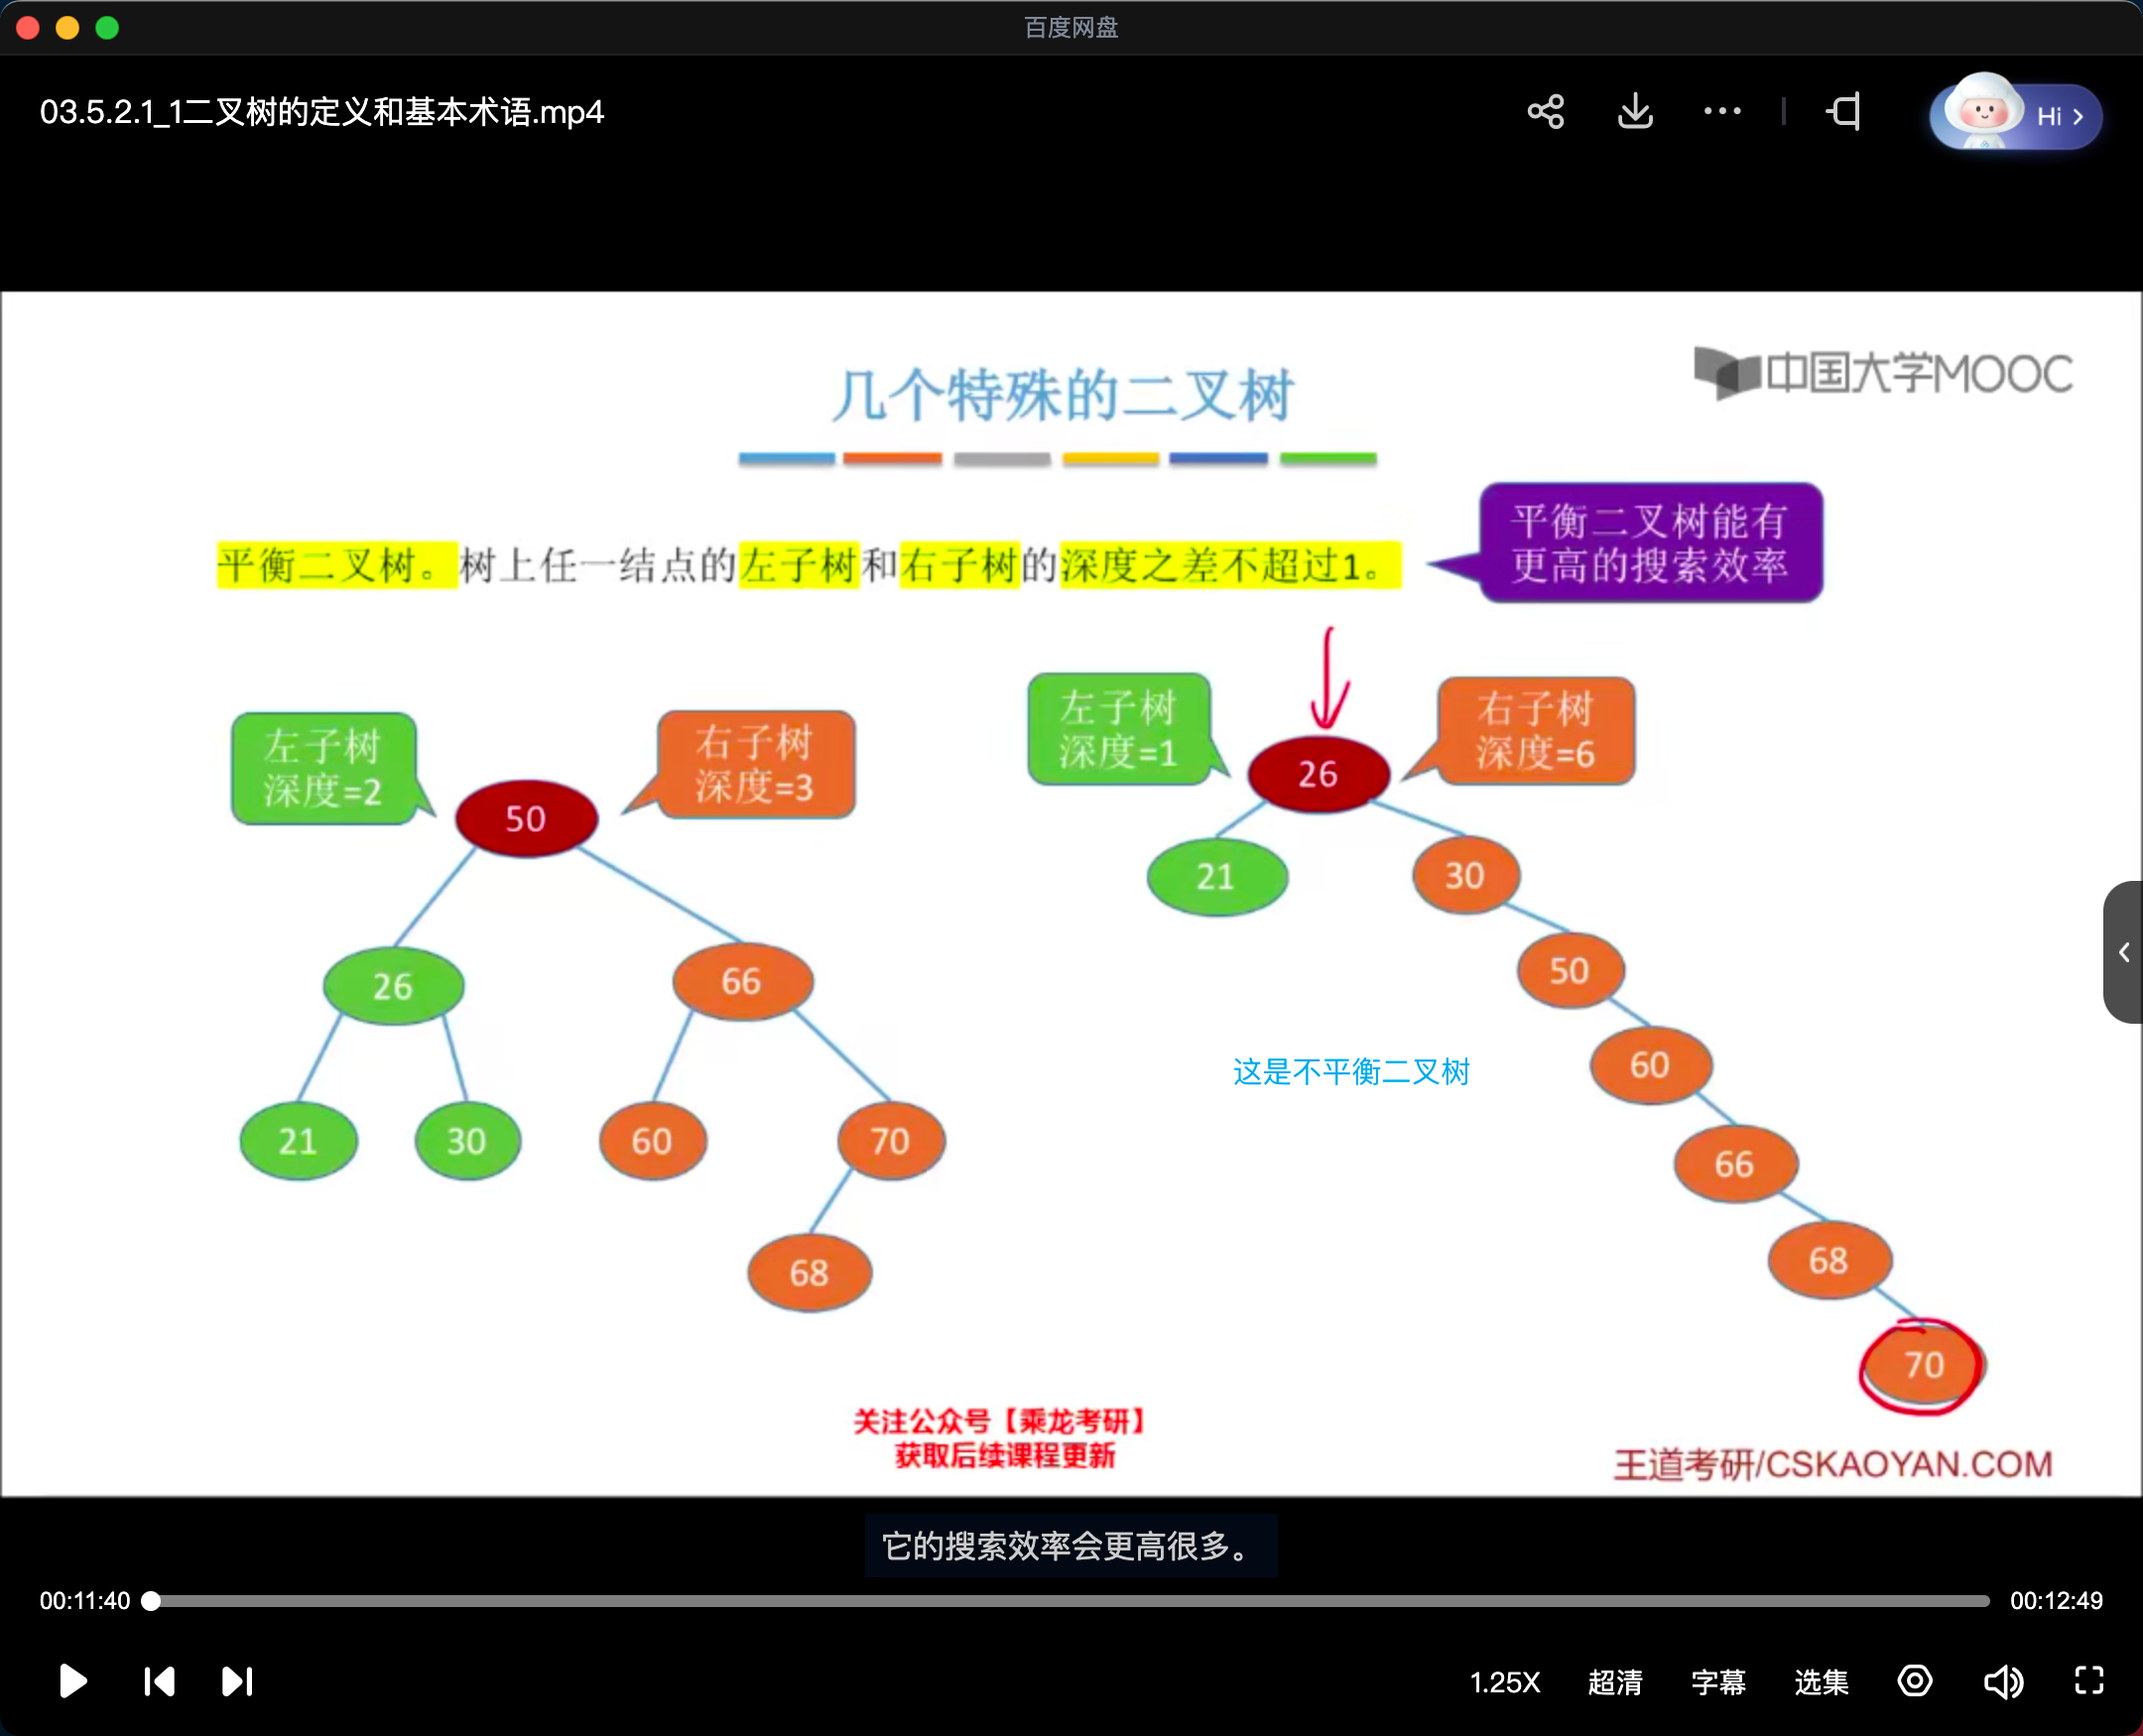 百度网盘
03.5.2.1_1二叉树的定义和基本术语.mp4
Hi
中国大学MOOC
几个特殊的二叉树
平衡二叉树能有
更高的搜索效率
平衡二叉树。树上任一结点的左子树和右子树的深度之差不超过1。
左子树
深度=2
右子树
深度=3
50
26
66
21
30
60
70
68
左子树
深度=1
右子树
深度=6
26
21
30
50
60
66
68
70
这是不平衡二叉树
关注公众号【乘龙考研】
获取后续课程更新
王道考研/CSKAOYAN.COM
它的搜索效率会更高很多。
00:11:40
00:12:49
1.25X
超清
字幕
选集